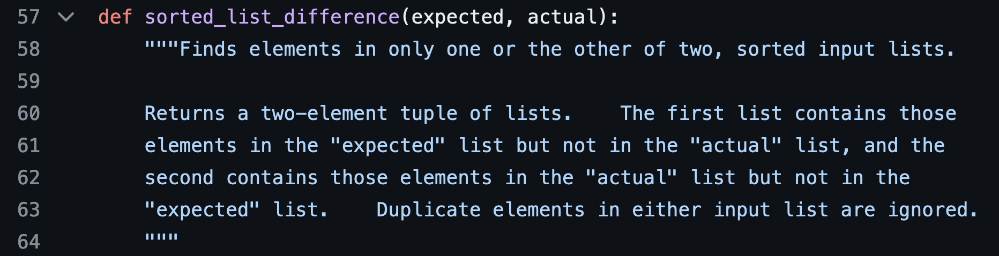 57 def sorted_list_difference(expected, actual):
58 """Finds elements in only one or the other of two, sorted input lists.
59
60 Returns a two-element tuple of lists.    The first list contains those
61 elements in the "expected" list but not in the "actual" list, and the
62 second contains those elements in the "actual" list but not in the
63 "expected" list.    Duplicate elements in either input list are ignored.
64 """